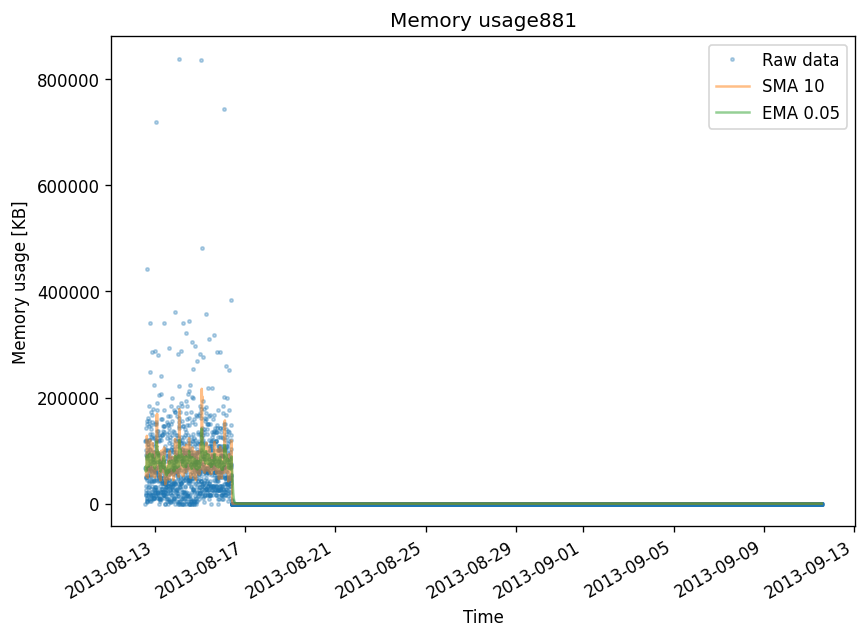 Memory usage881
Raw data
SMA 10
EMA 0.05
Memory usage [KB]
800000
600000
400000
200000
0
2013-08-13
2013-08-17
2013-08-21
2013-08-25
2013-08-29
2013-09-01
2013-09-05
2013-09-09
2013-09-13
Time